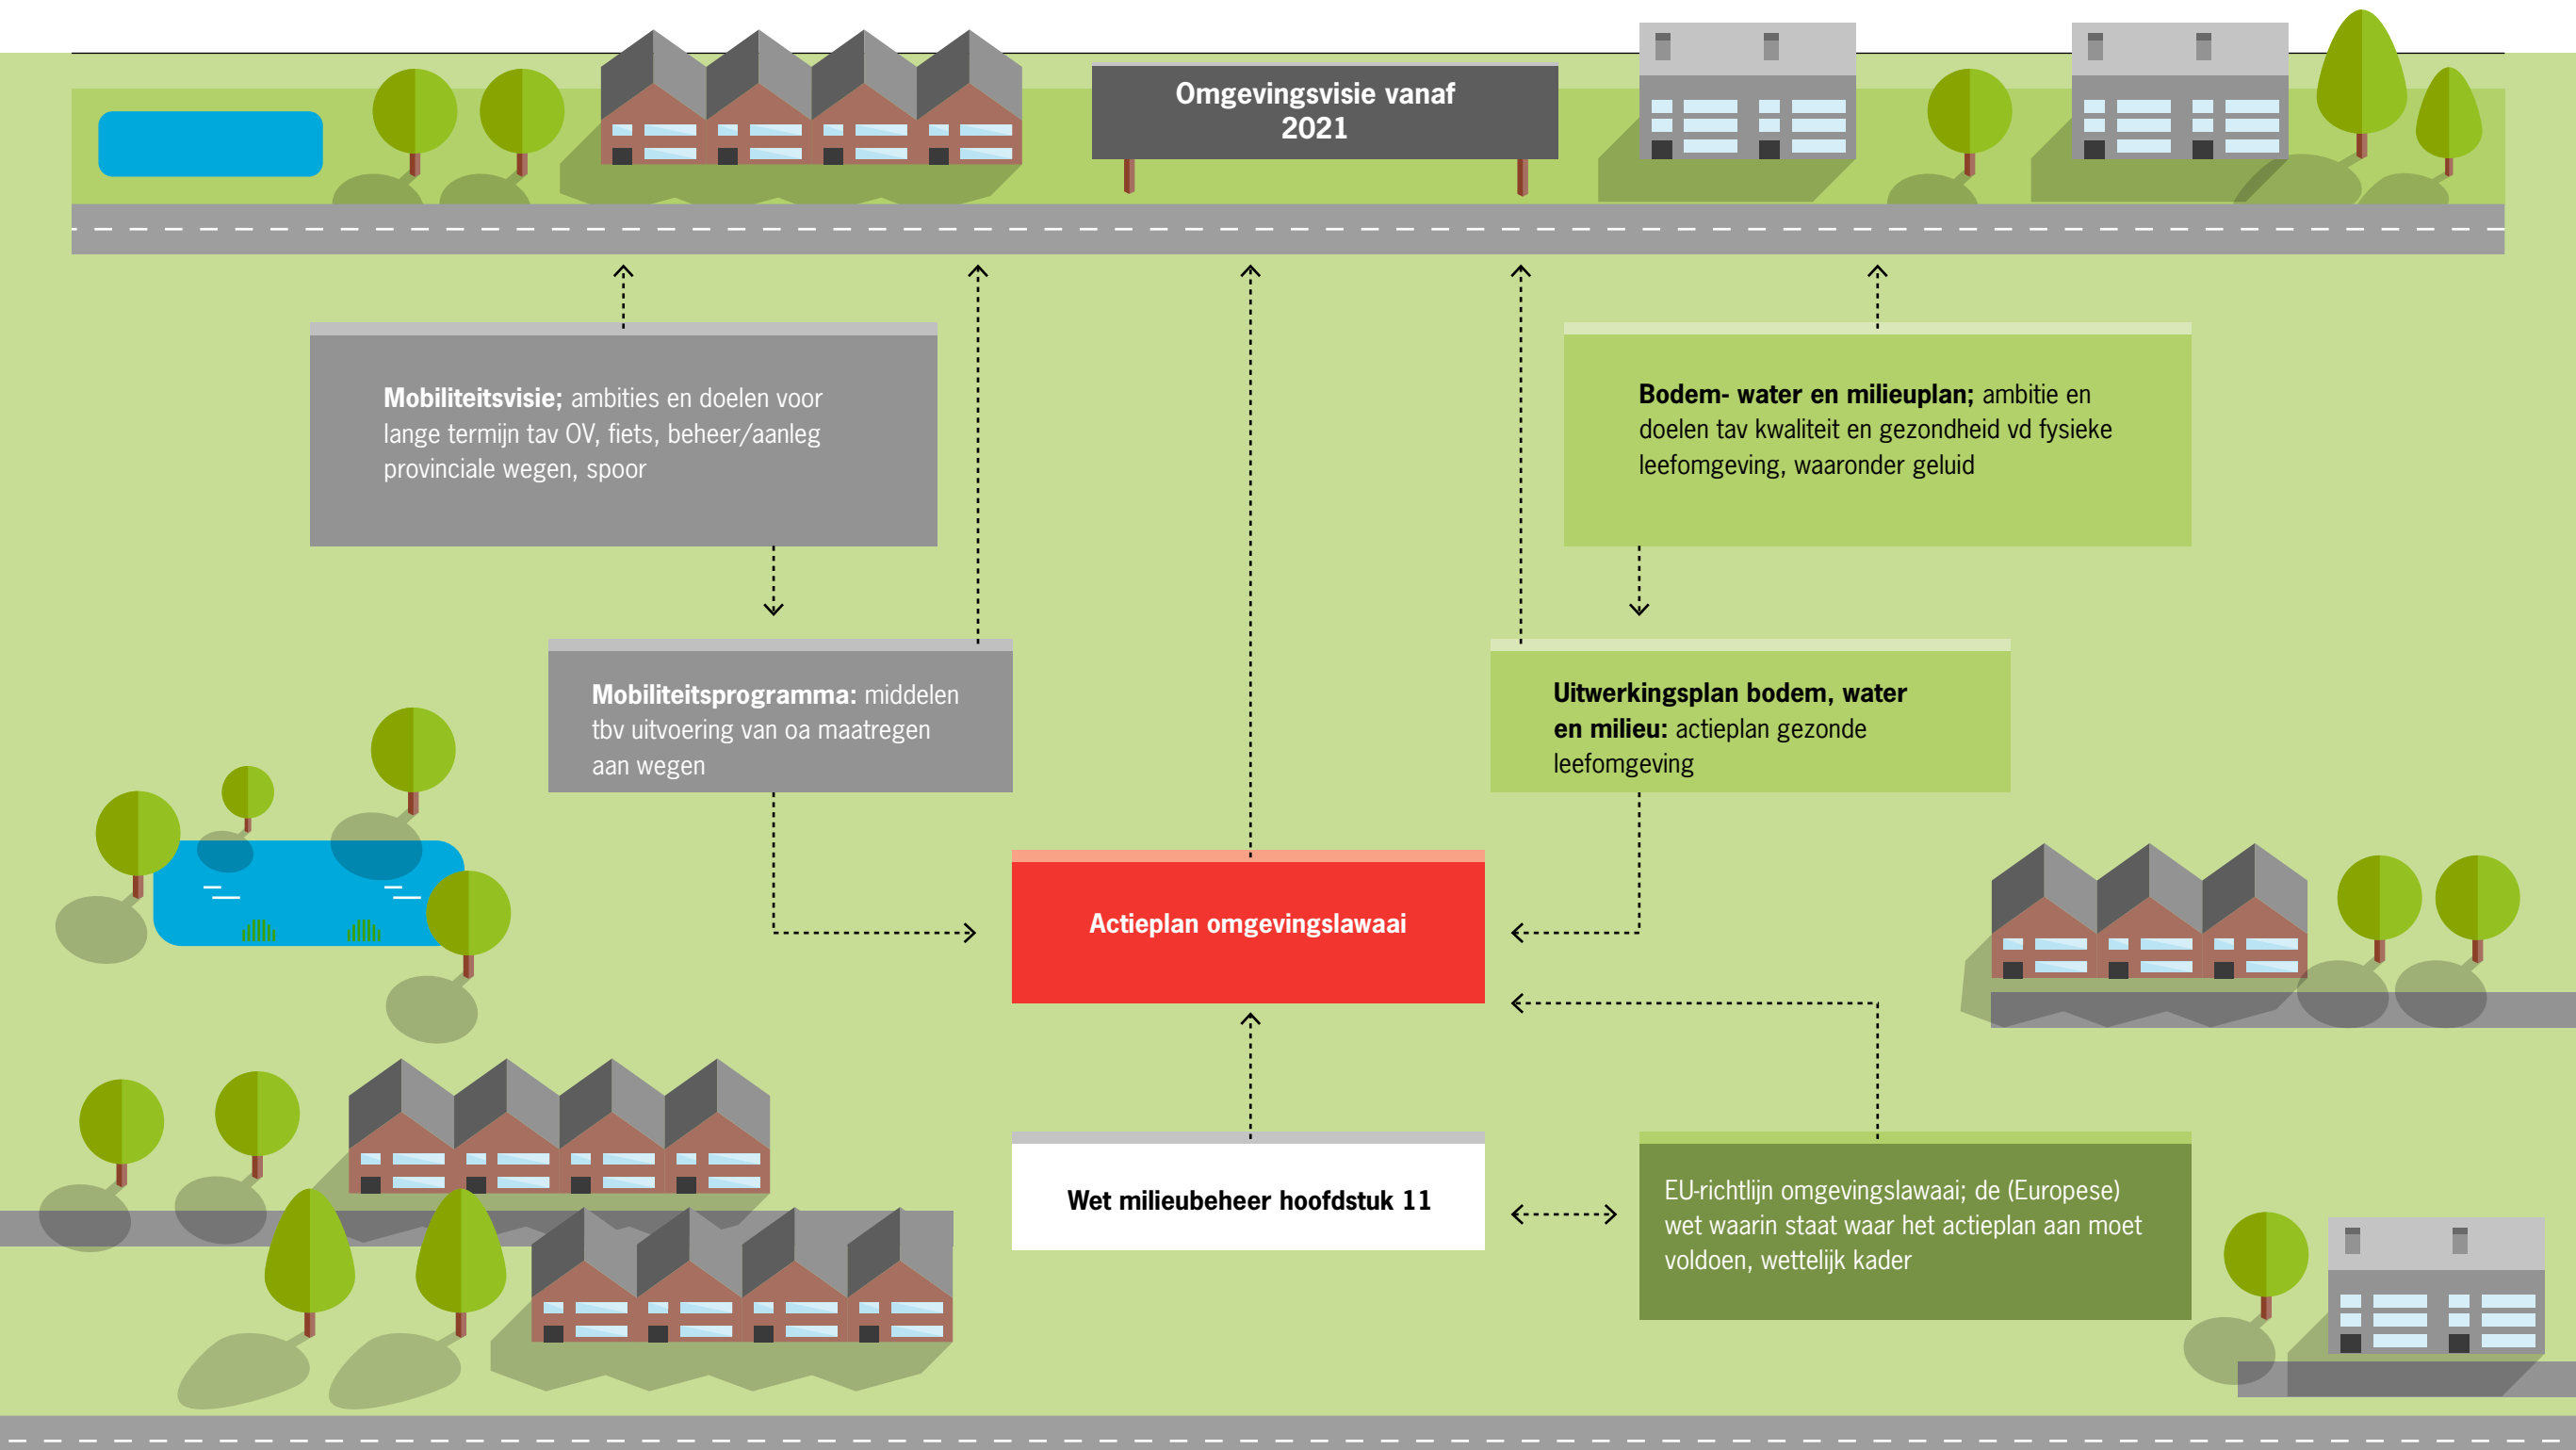 Omgevingsvisie vanaf
2021
Mobiliteitsvisie; ambities en doelen voor
lange termijn tav OV, fiets, beheer/aanleg
provinciale wegen, spoor
Bodem- water en milieuplan; ambitie en
doelen tav kwaliteit en gezondheid vd fysieke
leefomgeving, waaronder geluid
Mobiliteitsprogramma: middelen
tbv uitvoering van oa maatregen
aan wegen
Uitwerkingsplan bodem, water
en milieu: actieplan gezonde
leefomgeving
Actieplan omgevingslawaai
Wet milieubeheer hoofdstuk 11
EU-richtlijn omgevingslawaai; de (Europese)
wet waarin staat waar het actieplan aan moet
voldoen, wettelijk kader